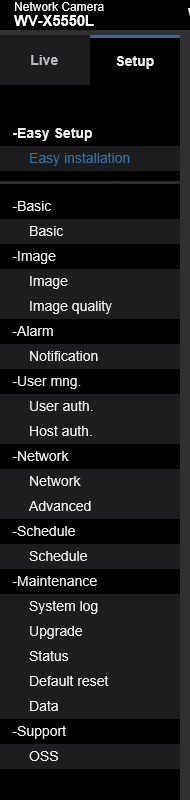 Network Camera
WV-X5550L
Live Setup
-Easy Setup
Easy installation
-Basic
Basic
-Image
Image
Image quality
-Alarm
Notification
-User mng.
User auth.
Host auth.
-Network
Network
Advanced
-Schedule
Schedule
-Maintenance
System log
Upgrade
Status
Default reset
Data
-Support
OSS